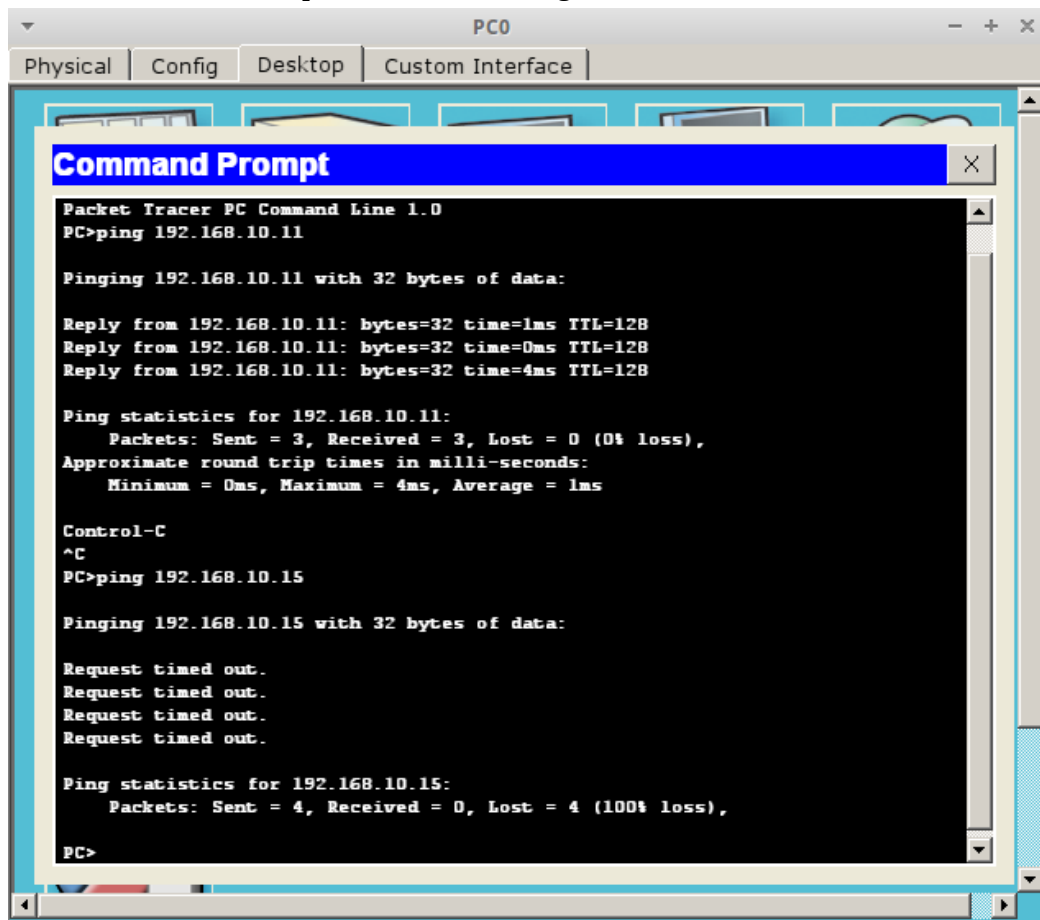 PC0
Physical
Config
Desktop
Custom Interface
Command Prompt
Packet Tracer PC Command Line 1.0
PC>ping 192.168.10.11
Pinging 192.168.10.11 with 32 bytes of data:
Reply from 192.168.10.11: bytes=32 time=1ms TTL=128
Reply from 192.168.10.11: bytes=32 time=0ms TTL=128
Reply from 192.168.10.11: bytes=32 time=4ms TTL=128
Ping statistics for 192.168.10.11:
Packets: Sent = 3, Received = 3, Lost = 0 (0% loss),
Approximate round trip times in milli-seconds:
Minimum = 0ms, Maximum = 4ms, Average = 1ms
Control-C
^C
PC>ping 192.168.10.15
Pinging 192.168.10.15 with 32 bytes of data:
Request timed out.
Request timed out.
Request timed out.
Request timed out.
Ping statistics for 192.168.10.15:
Packets: Sent = 4, Received = 0, Lost = 4 (100% loss),
PC>